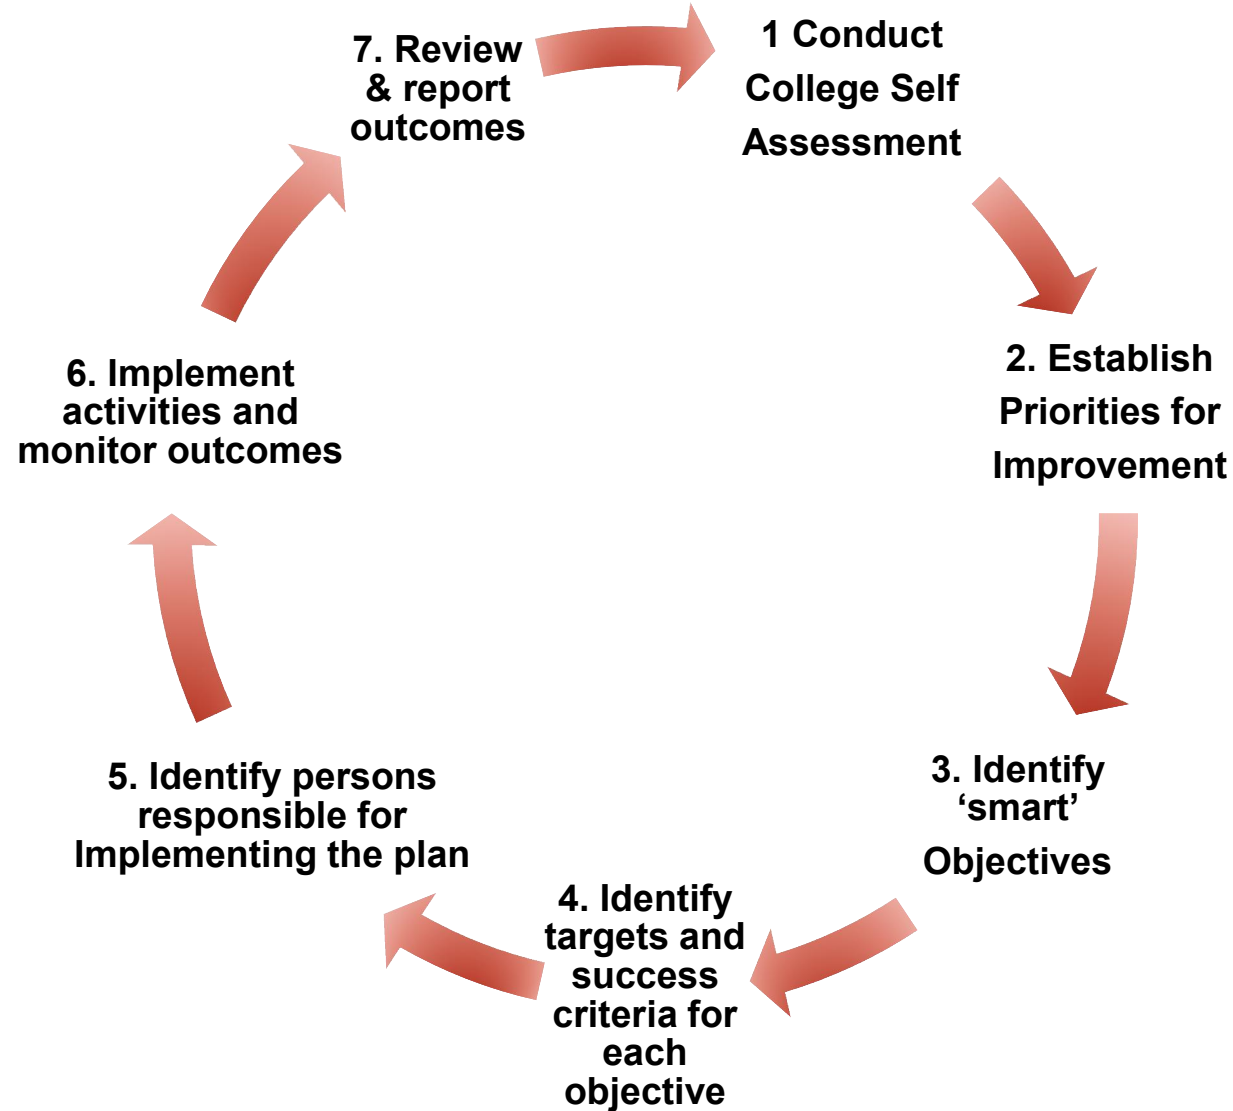 1 Conduct
College Self
Assessment
2. Establish
Priorities for
Improvement
3. Identify
‘smart’
Objectives
4. Identify
targets and
success
criteria for
each
objective
5. Identify persons
responsible for
Implementing the plan
6. Implement
activities and
monitor outcomes
7. Review
& report
outcomes